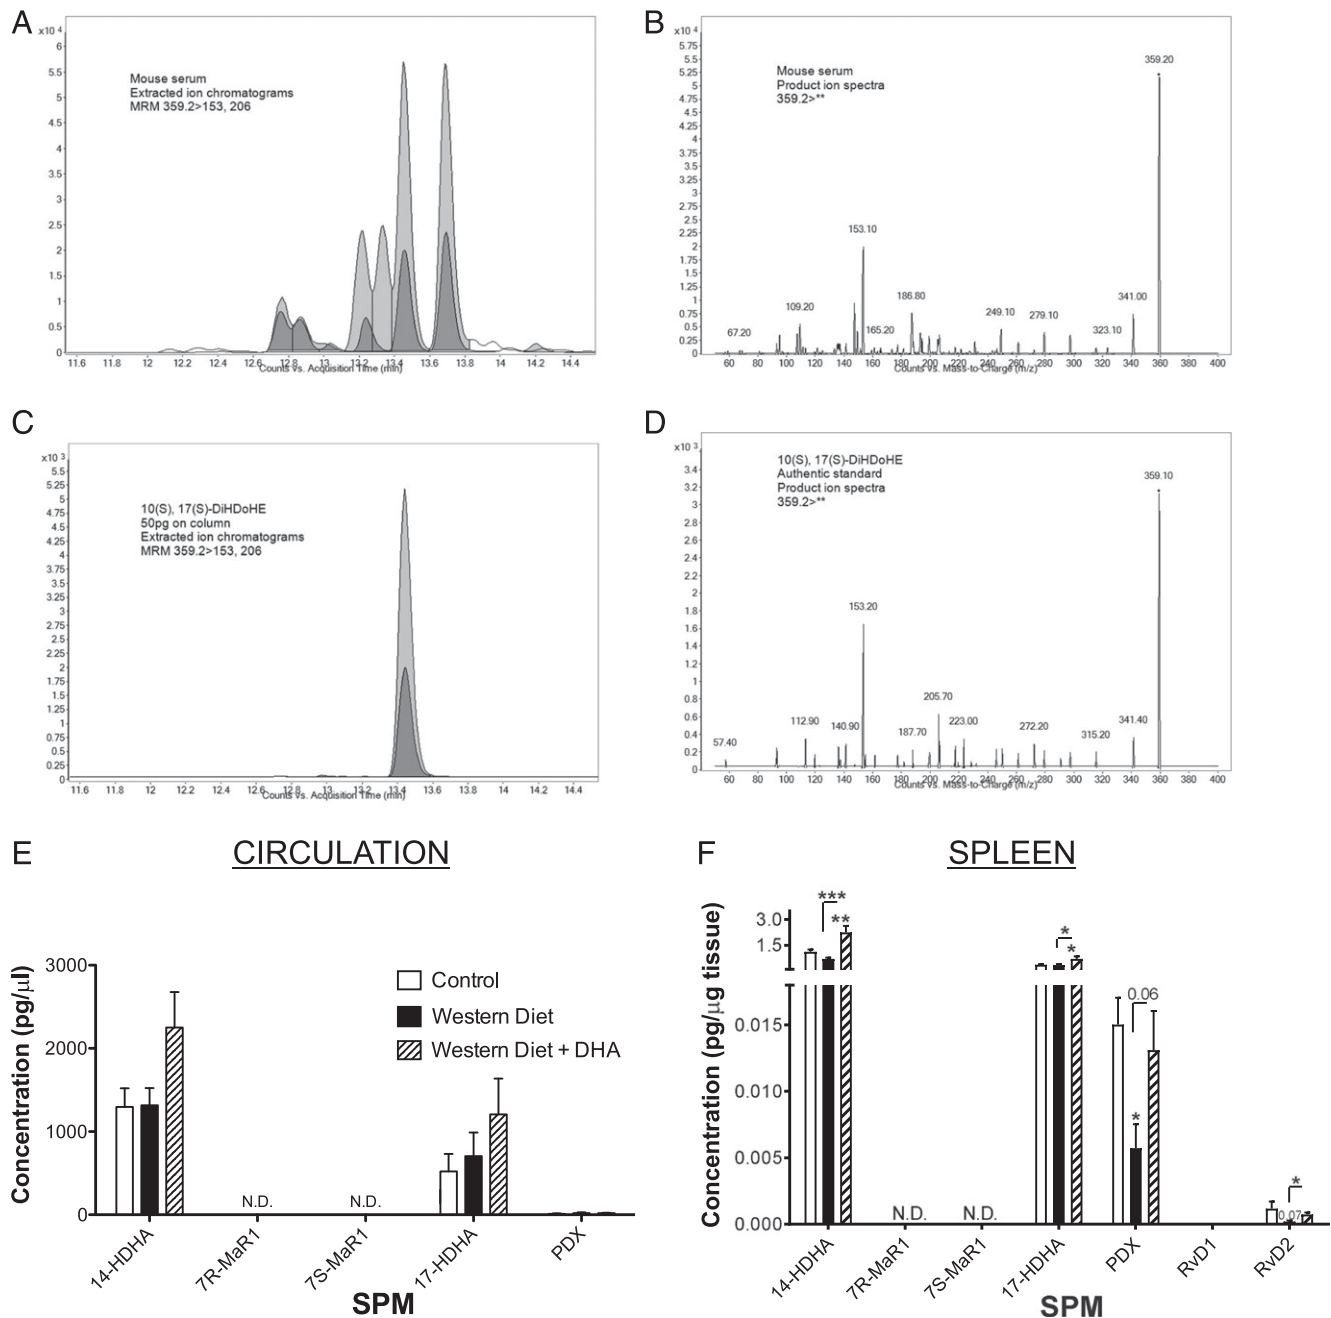 A
x10 4
6
5.5
5
4.5
4
3.5
3
2.5
2
1.5
1
0.5
0
Mouse serum
Extracted ion chromatograms
MRM 359.2>153, 206
11.6 11.8 12 12.2 12.4 12.6 12.8 13 13.2 13.4 13.6 13.8 14 14.2 14.4
Counts vs. Acquisition Time (min)
B
x10 4
5.75
5.5
5.25
5
4.75
4.5
4.25
4
3.75
3.5
3.25
3
2.75
2.5
2.25
2
1.75
1.5
1.25
1
0.75
0.5
0.25
0
Mouse serum
Product ion spectra
359.2>**
67.20 109.20 153.10 165.20 186.80 249.10 279.10 323.10 341.00 359.20
60 80 100 120 140 160 180 200 220 240 260 280 300 320 340 360 380 400
Counts vs. Mass-to-Charge (m/z)
C
x10 3
5.5
5.25
5
4.75
4.5
4.25
4
3.75
3.5
3.25
3
2.75
2.5
2.25
2
1.75
1.5
1.25
1
0.75
0.5
0.25
0
10(S), 17(S)-DiHDoHE
50pg on column
Extracted ion chromatograms
MRM 359.2>153, 206
11.6 11.8 12 12.2 12.4 12.6 12.8 13 13.2 13.4 13.6 13.8 14 14.2 14.4
Counts vs. Acquisition Time (min)
D
x10 3
3.4
3.2
3
2.8
2.6
2.4
2.2
2
1.8
1.6
1.4
1.2
1
0.8
0.6
0.4
0.2
0
10(S), 17(S)-DiHDoHE
Authentic standard
Product ion spectra
359.2>**
57.40 112.90 140.90 153.20 187.70 205.70 223.00 272.20 315.20 341.40 359.10
60 80 100 120 140 160 180 200 220 240 260 280 300 320 340 360 380 400
Counts vs. Mass-to-Charge (m/z)
E
CIRCULATION
Concentration (pg/µl)
3000
2000
1000
0
Control
Western Diet
Western Diet + DHA
N.D. N.D.
14-HDHA 7R-MaR1 7S-MaR1 17-HDHA PDX
SPM
F
SPLEEN
Concentration (pg/µg tissue)
3.0
1.5
0.015
0.010
0.005
0.000
***
**
*
*
0.06
*
*
0.07
N.D. N.D.
14-HDHA 7R-MaR1 7S-MaR1 17-HDHA PDX RvD1 RvD2
SPM